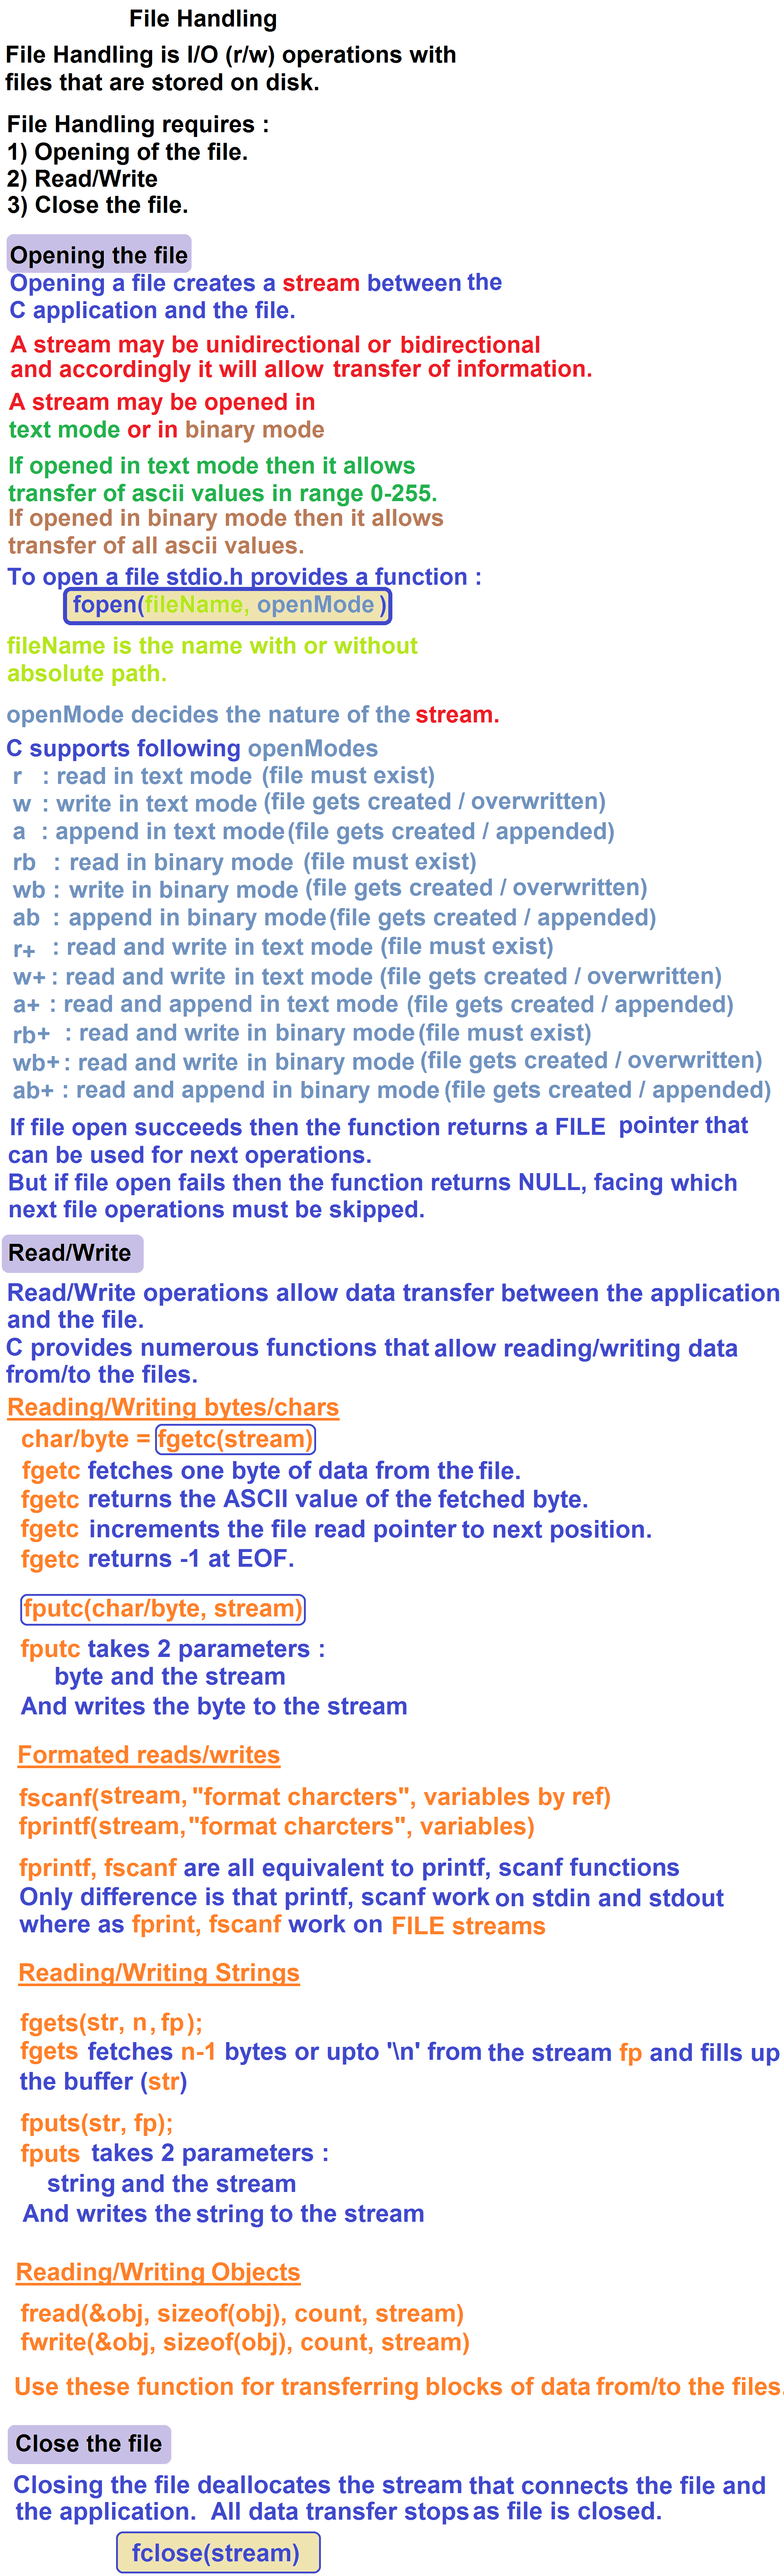 File Handling
File Handling is I/O (r/w) operations with
files that are stored on disk.
File Handling requires :
1) Opening of the file.
2) Read/Write
3) Close the file.
Opening the file
Opening a file creates a stream between the
C application and the file.
A stream may be unidirectional or bidirectional
and accordingly it will allow transfer of information.
A stream may be opened in
text mode or in binary mode
If opened in text mode then it allows
transfer of ascii values in range 0-255.
If opened in binary mode then it allows
transfer of all ascii values.
To open a file stdio.h provides a function :
fopen(fileName, openMode )
fileName is the name with or without
absolute path.
openMode decides the nature of the stream.
C supports following openModes
r : read in text mode (file must exist)
w : write in text mode (file gets created / overwritten)
a : append in text mode (file gets created / appended)
rb : read in binary mode (file must exist)
wb : write in binary mode (file gets created / overwritten)
ab : append in binary mode (file gets created / appended)
r+ : read and write in text mode (file must exist)
w+ : read and write in text mode (file gets created / overwritten)
a+ : read and append in text mode (file gets created / appended)
rb+ : read and write in binary mode (file must exist)
wb+ : read and write in binary mode (file gets created / overwritten)
ab+ : read and append in binary mode (file gets created / appended)
If file open succeeds then the function returns a FILE pointer that
can be used for next operations.
But if file open fails then the function returns NULL, facing which
next file operations must be skipped.
Read/Write
Read/Write operations allow data transfer between the application
and the file.
C provides numerous functions that allow reading/writing data
from/to the files.
Reading/Writing bytes/chars
char/byte = fgetc(stream)
fgetc fetches one byte of data from the file.
fgetc returns the ASCII value of the fetched byte.
fgetc increments the file read pointer to next position.
fgetc returns -1 at EOF.
fputc(char/byte, stream)
fputc takes 2 parameters :
byte and the stream
And writes the byte to the stream
Formated reads/writes
fscanf(stream, "format charcters", variables by ref)
fprintf(stream, "format charcters", variables)
fprintf, fscanf are all equivalent to printf, scanf functions
Only difference is that printf, scanf work on stdin and stdout
where as fprint, fscanf work on FILE streams
Reading/Writing Strings
fgets(str, n, fp);
fgets fetches n-1 bytes or upto '\n' from the stream fp and fills up
the buffer (str)
fputs(str, fp);
fputs takes 2 parameters :
string and the stream
And writes the string to the stream
Reading/Writing Objects
fread(&obj, sizeof(obj), count, stream)
fwrite(&obj, sizeof(obj), count, stream)
Use these function for transferring blocks of data from/to the files.
Close the file
Closing the file deallocates the stream that connects the file and
the application. All data transfer stops as file is closed.
fclose(stream)